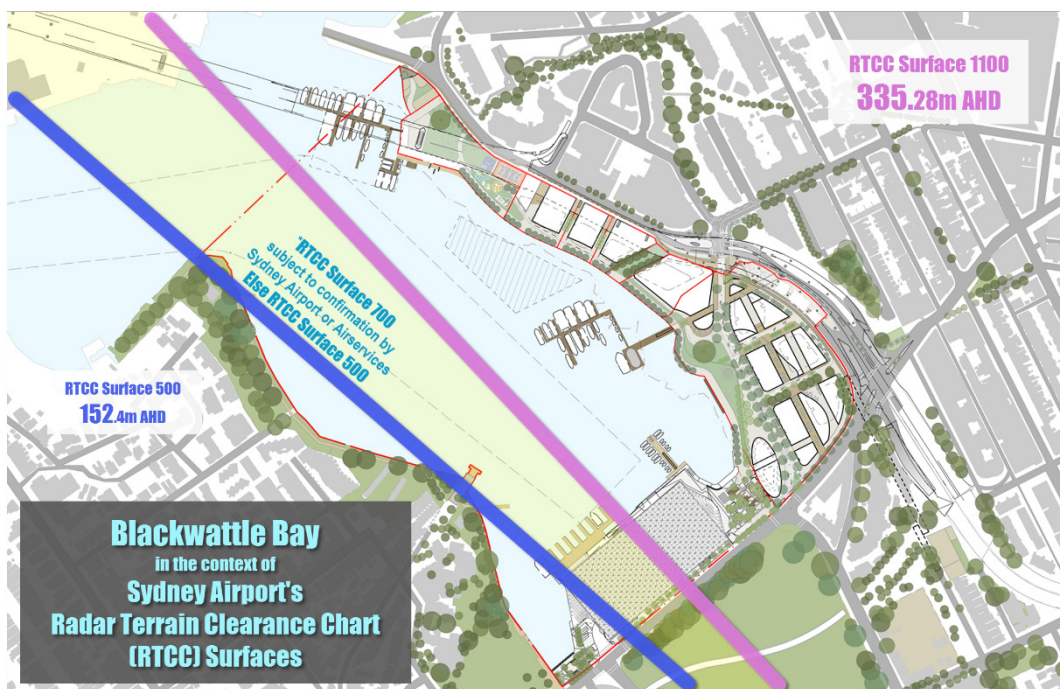 RTCC Surface 1100
335.28m AHD
*RTCC Surface 700
subject to confirmation by
Sydney Airport or Airservices
Else RTCC Surface 500
RTCC Surface 500
152.4m AHD
Blackwattle Bay
in the context of
Sydney Airport's
Radar Terrain Clearance Chart
(RTCC) Surfaces